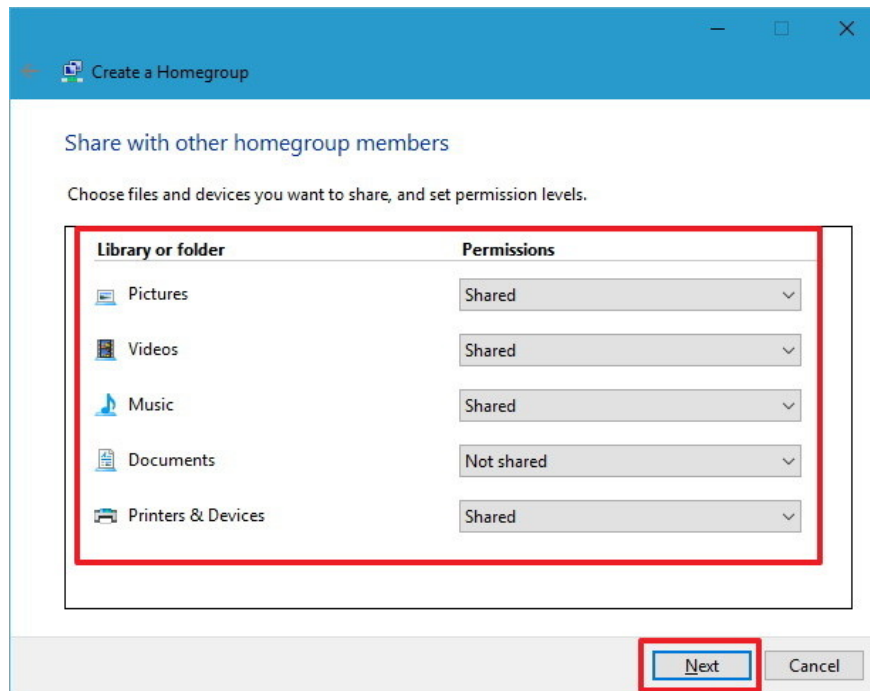 Create a Homegroup
Share with other homegroup members
Choose files and devices you want to share, and set permission levels.
Library or folder Permissions
Pictures Shared
Videos Shared
Music Shared
Documents Not shared
Printers & Devices Shared
Next Cancel